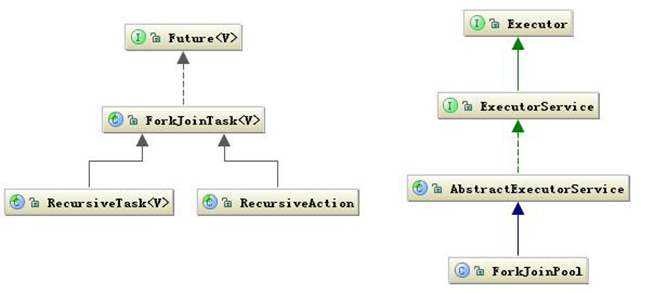 I Future<V>
C ForkJoinTask<V>
C RecursiveTask<V>
C RecursiveAction
I Executor
I ExecutorService
C AbstractExecutorService
C ForkJoinPool